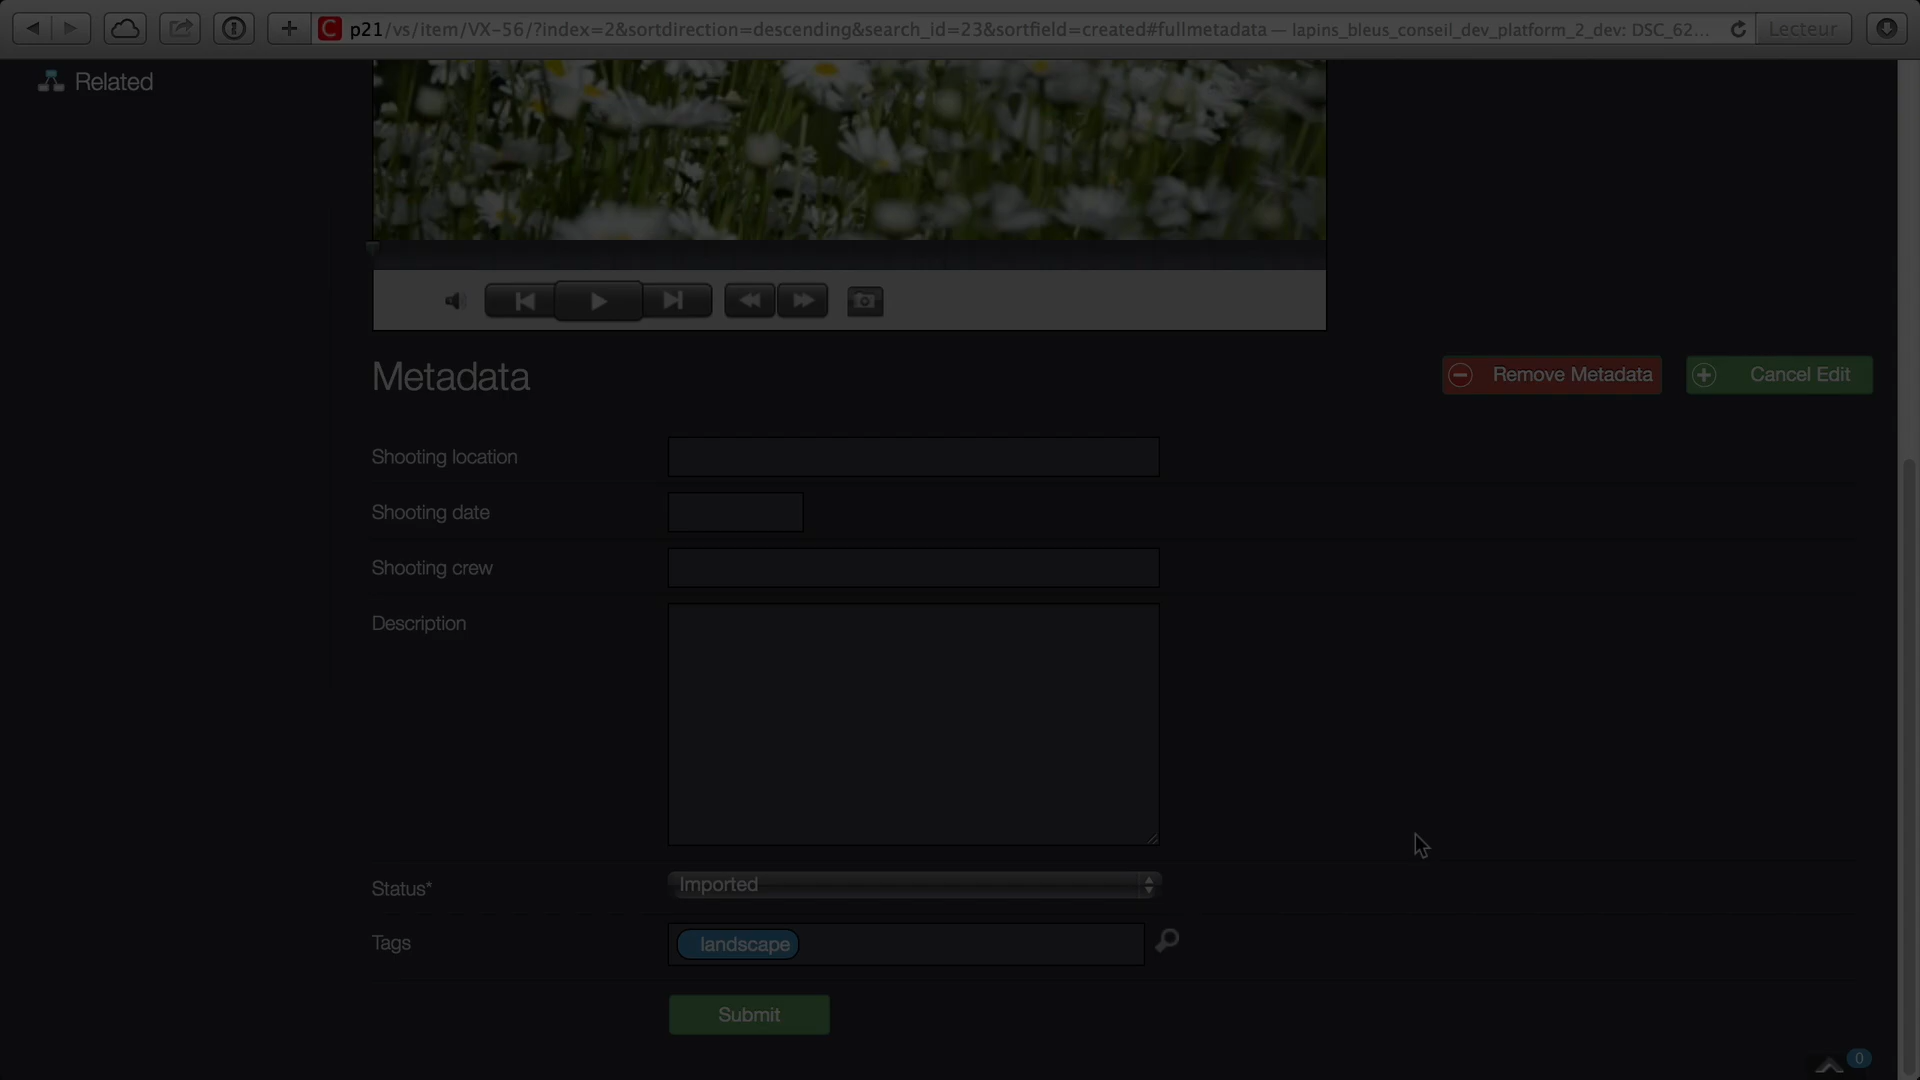 p21/vs/item/VX-56/?index=2&sortdirection=descending&search_id=23&sortfield=created#fullmetadata — lapins_bleus_conseil_dev_platform_2_dev: DSC_62... Lecteur
Related
Metadata
Remove Metadata
Cancel Edit
Shooting location
Shooting date
Shooting crew
Description
Status*
Imported
Tags
landscape
Submit
0